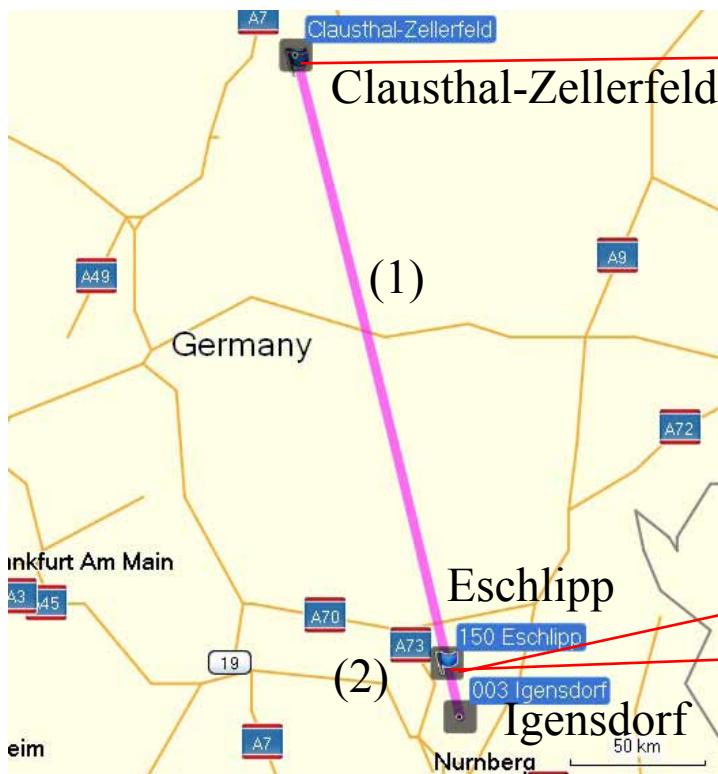 A7
Clausthal-Zellerfeld
Clausthal-Zellerfeld
A49
(1)
A9
Germany
A72
nkfurt Am Main
A3
A45
Eschlipp
A70
A73
150 Eschlipp
19
(2)
003 Igensdorf
Igensdorf
eim
A7
Nurnberg
50 km